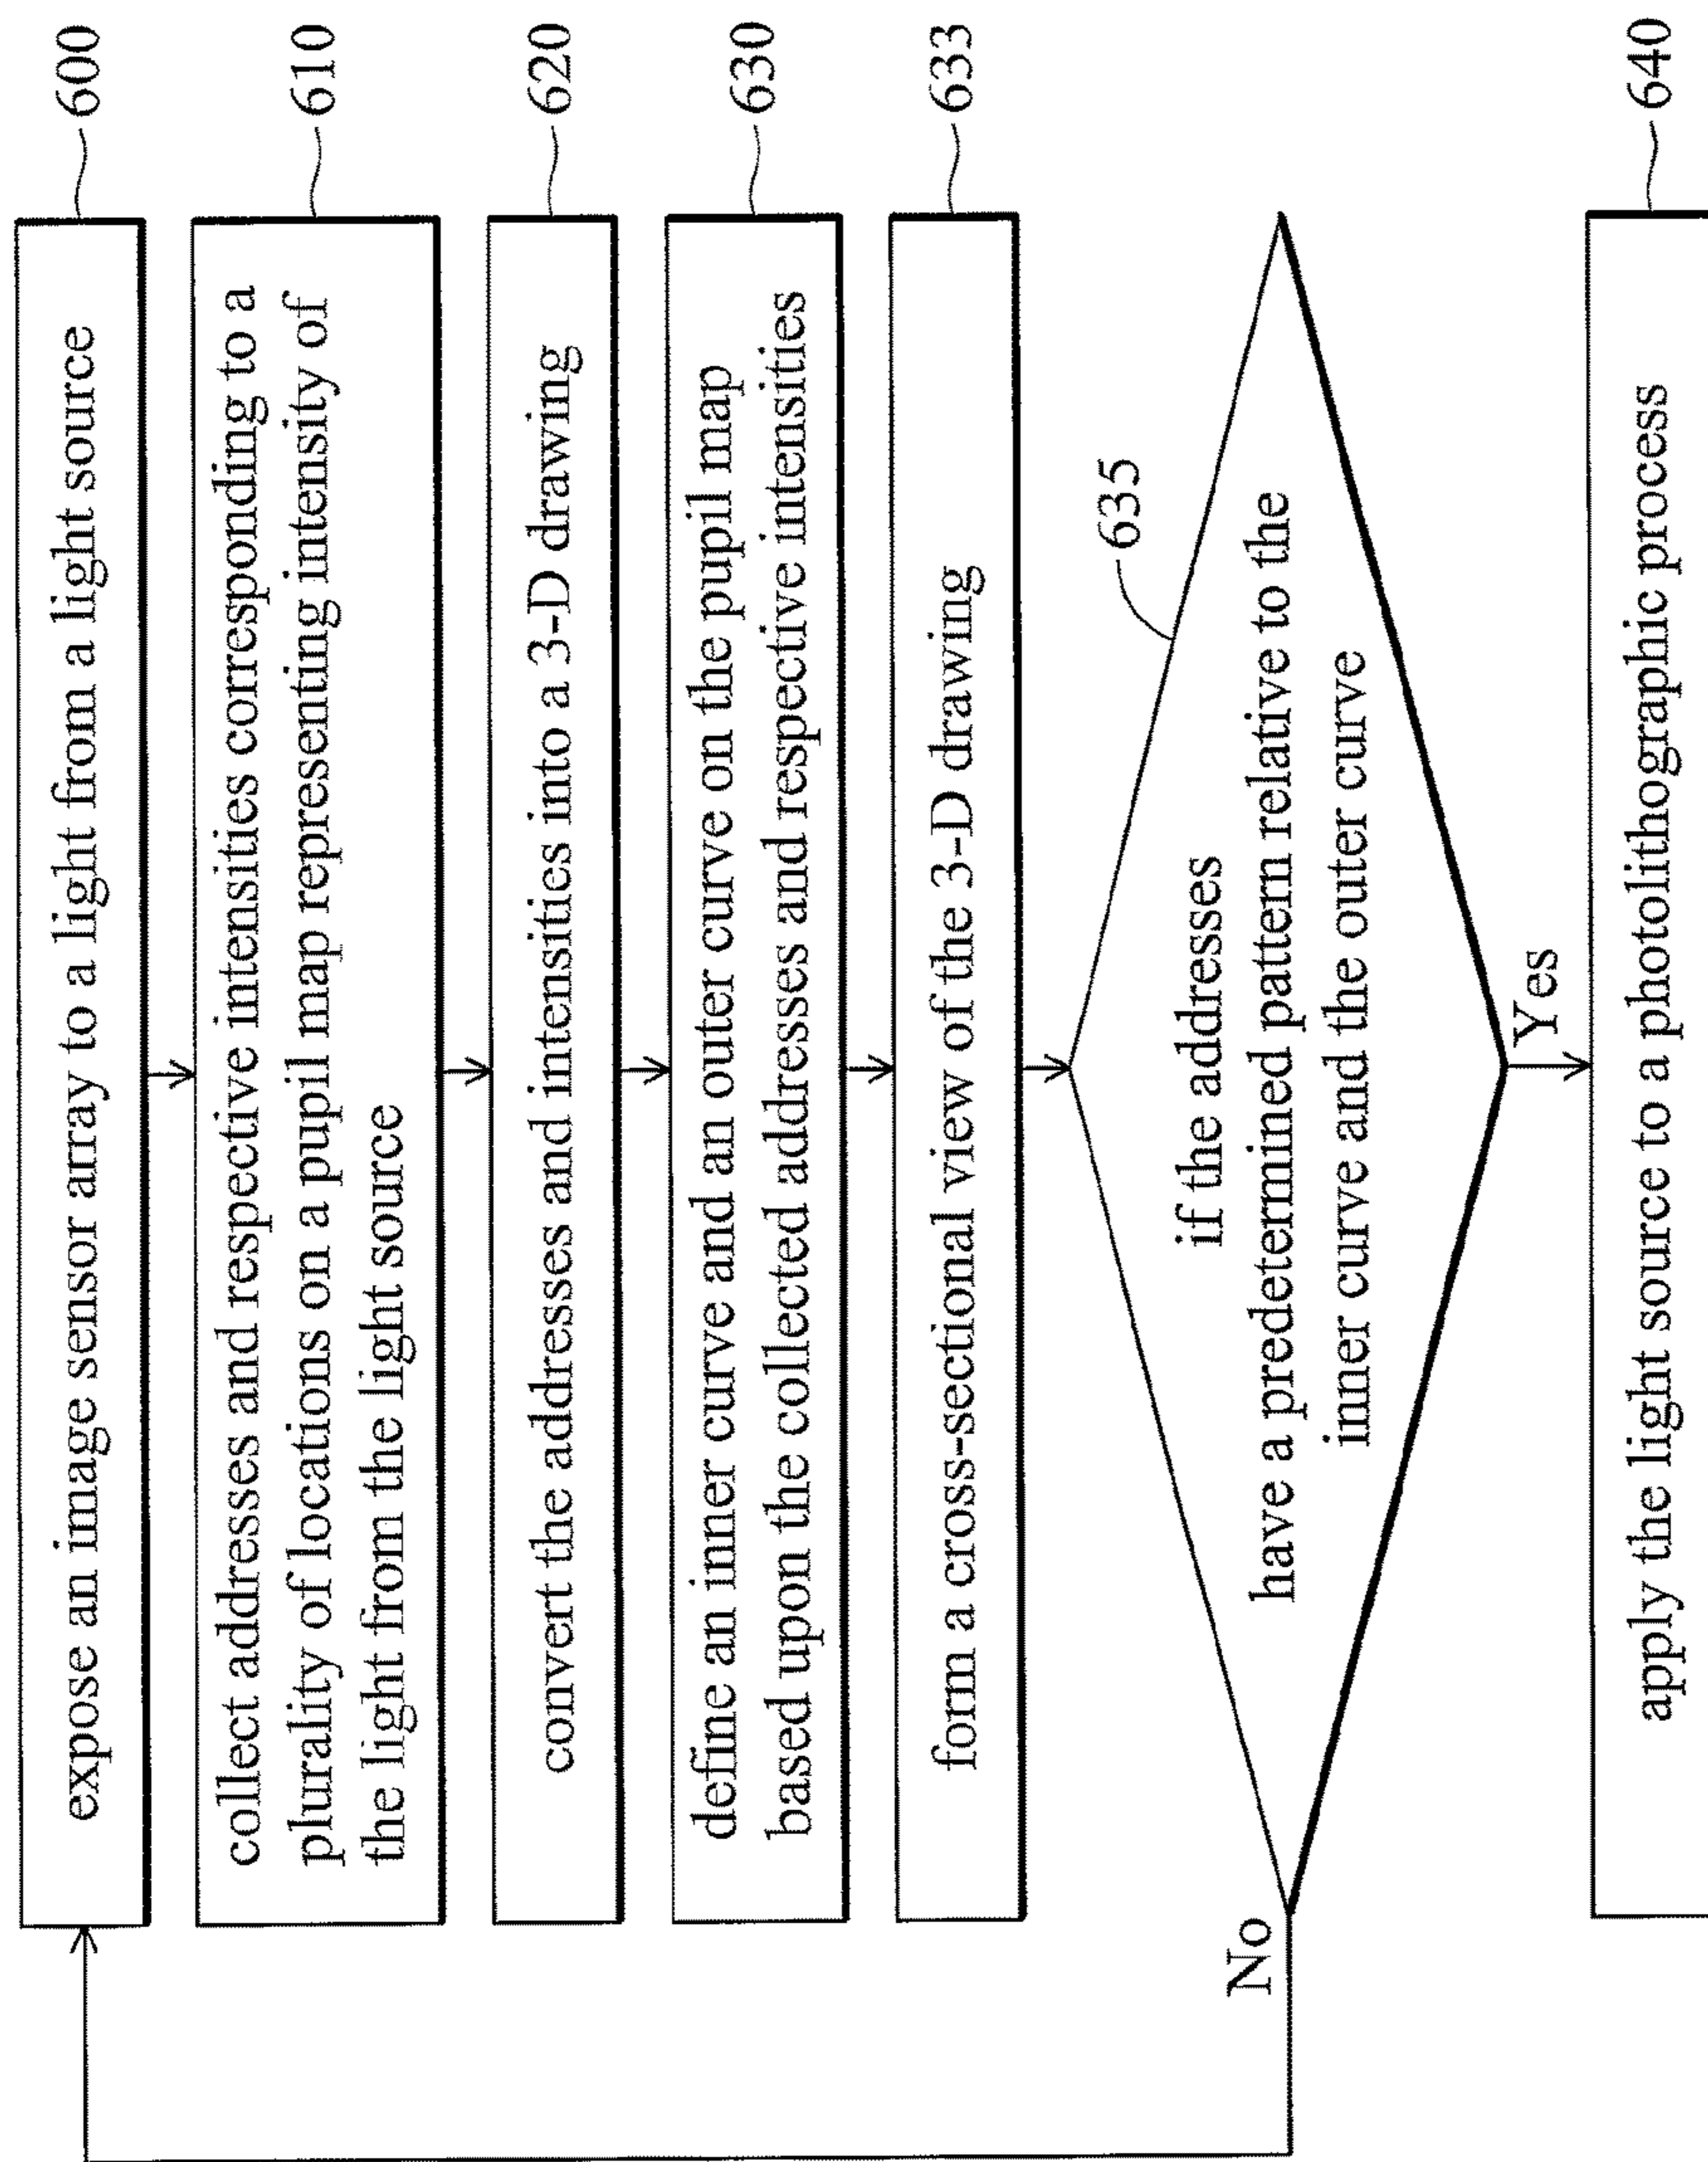 expose an image sensor array to a light from a light source
600
collect addresses and respective intensities corresponding to a
plurality of locations on a pupil map representing intensity of
the light from the light source
610
convert the addresses and intensities into a 3-D drawing
620
define an inner curve and an outer curve on the pupil map
based upon the collected addresses and respective intensities
630
form a cross-sectional view of the 3-D drawing
633
if the addresses
have a predetermined pattern relative to the
inner curve and the outer curve
635
No
Yes
apply the light source to a photolithographic process
640